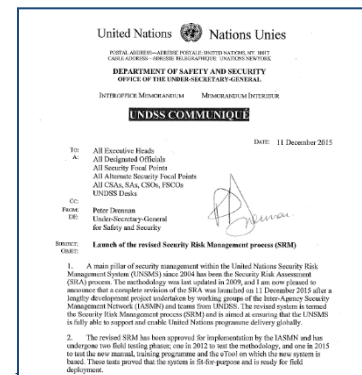 United Nations Nations Unies
POSTAL ADDRESS—ADRESSE POSTALE: UNITED NATIONS, NY. 10017
CABLE ADDRESS—ADRESSE TELEGRAPHIQUE: UNATIONS NEWYORK
DEPARTMENT OF SAFETY AND SECURITY
OFFICE OF THE UNDER-SECRETARY-GENERAL
INTEROFFICE MEMORANDUM MEMORANDUM INTERIEUR
UNDSS COMMUNIQUÉ
DATE: 11 December 2015
TO: All Executive Heads
A: All Designated Officials
All Security Focal Points
All Alternate Security Focal Points
All CSAs, SAs, CSOs, FSCOs
UNDSS Desks
CC:
FROM: Peter Drennan
DE: Under-Secretary-General
for Safety and Security
SUBJECT: Launch of the revised Security Risk Management process (SRM)
OBJET:
1. A main pillar of security management within the United Nations Security Risk
Management System (UNSMS) since 2004 has been the Security Risk Assessment
(SRA) process. The methodology was last updated in 2009, and I am now pleased to
announce that a complete revision of the SRA was launched on 11 December 2015 after a
lengthy development project undertaken by working groups of the Inter-Agency Security
Management Network (IASMN) and teams from UNDSS. The revised system is termed
the Security Risk Management process (SRM) and is aimed at ensuring that the UNSMS
is fully able to support and enable United Nations programme delivery globally.
2. The revised SRM has been approved for implementation by the IASMN and has
undergone two field testing phases; one in 2012 to test the methodology, and one in 2015
to test the new manual, training programme and the eTool on which the new system is
based. These tests proved that the system is fit-for-purpose and is ready for field
deployment.